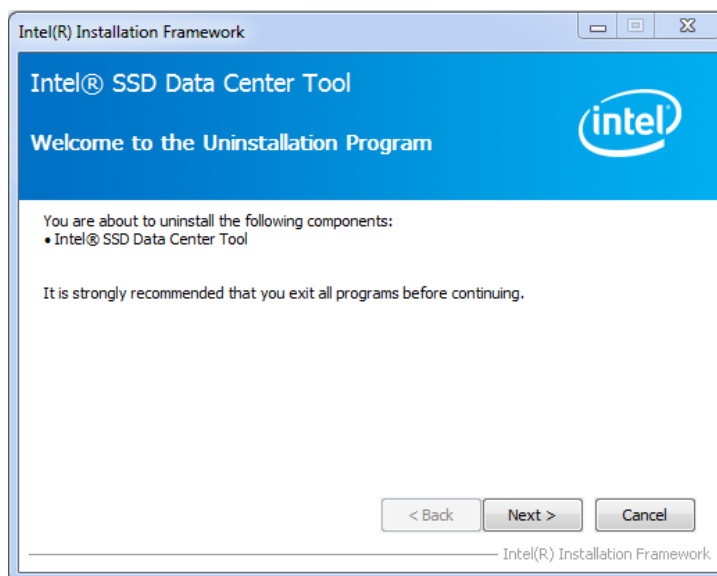 Intel(R) Installation Framework
Intel® SSD Data Center Tool
intel
Welcome to the Uninstallation Program
You are about to uninstall the following components:
• Intel® SSD Data Center Tool
It is strongly recommended that you exit all programs before continuing.
< Back Next > Cancel
Intel(R) Installation Framework